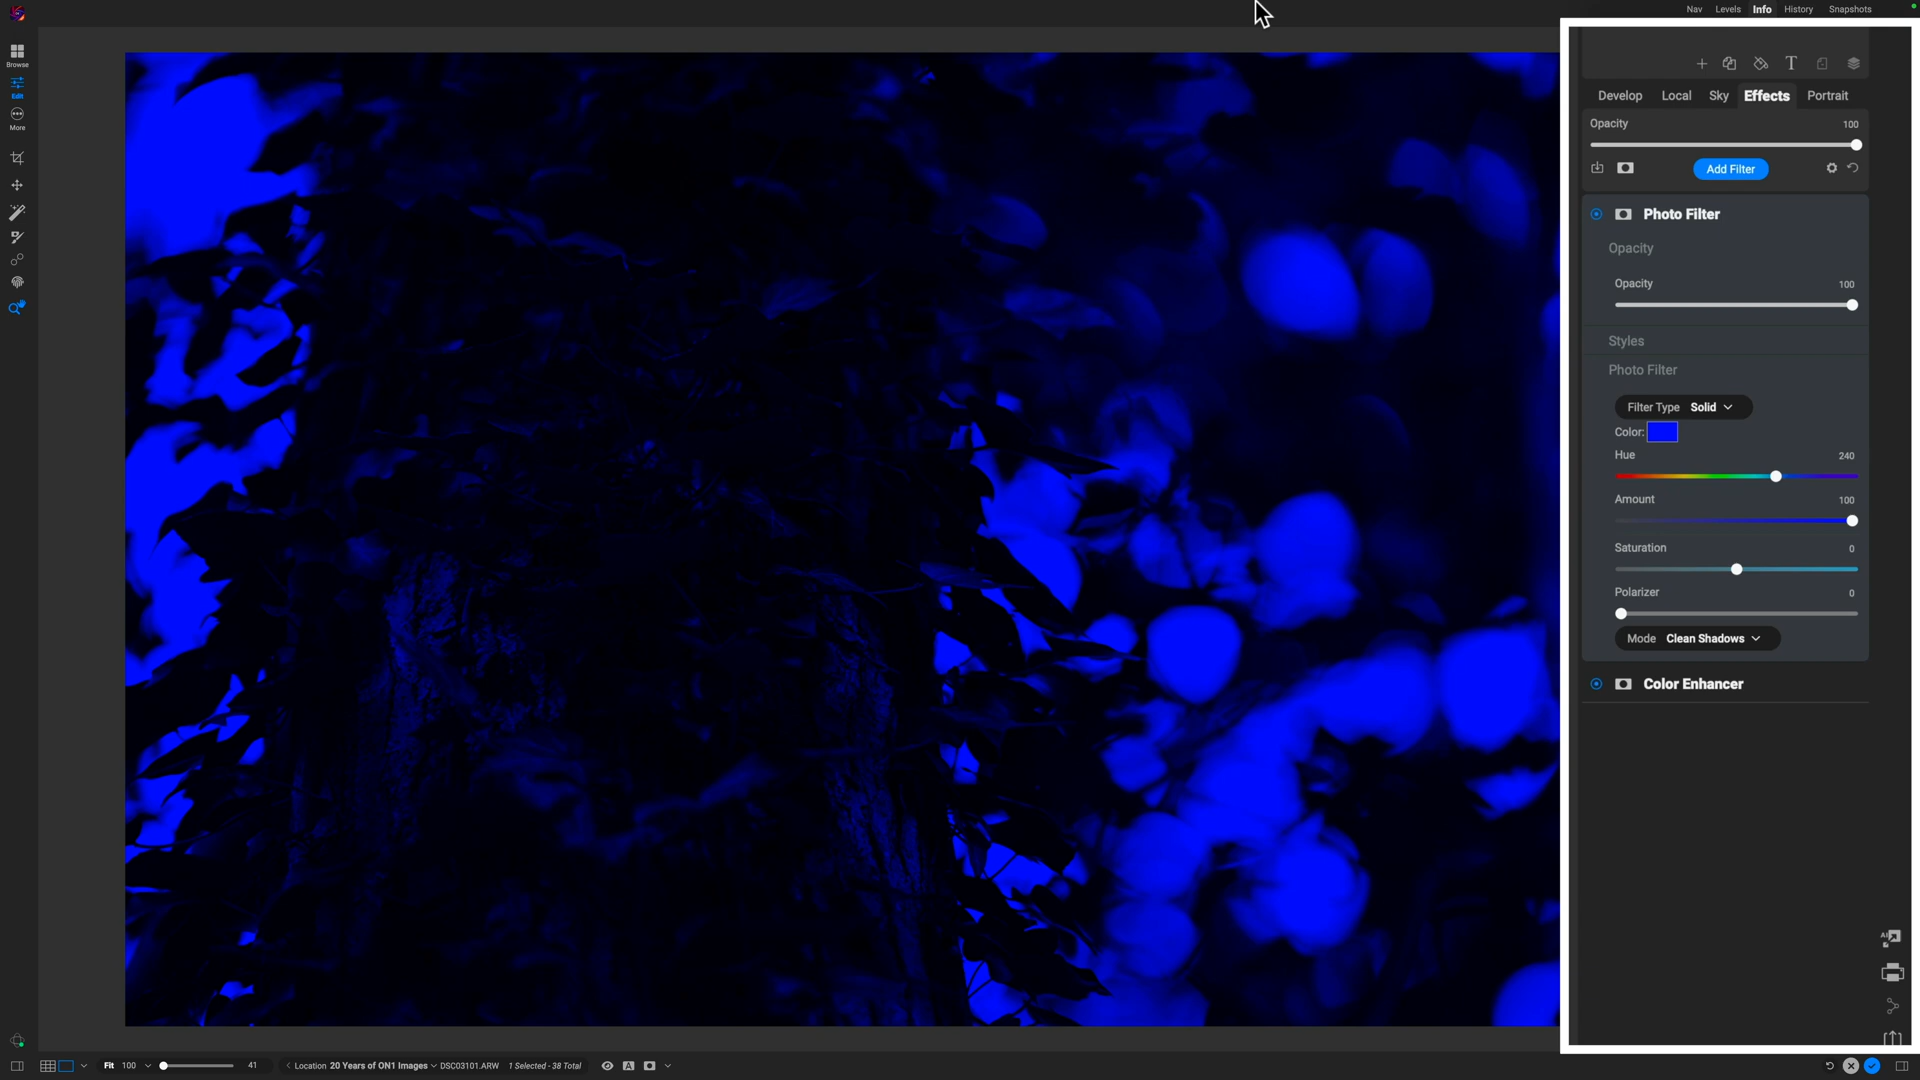 Nav Levels Info History Snapshots
Browse
Edit
More
T
Develop Local Sky Effects Portrait
Opacity 100
Add Filter
Photo Filter
Opacity
Opacity 100
Styles
Photo Filter
Filter Type Solid
Color:
Hue 240
Amount 100
Saturation 0
Polarizer 0
Mode Clean Shadows
Color Enhancer
AI
Fit 100 41 Location 20 Years of ON1 Images DSC03101.ARW 1 Selected - 38 Total A